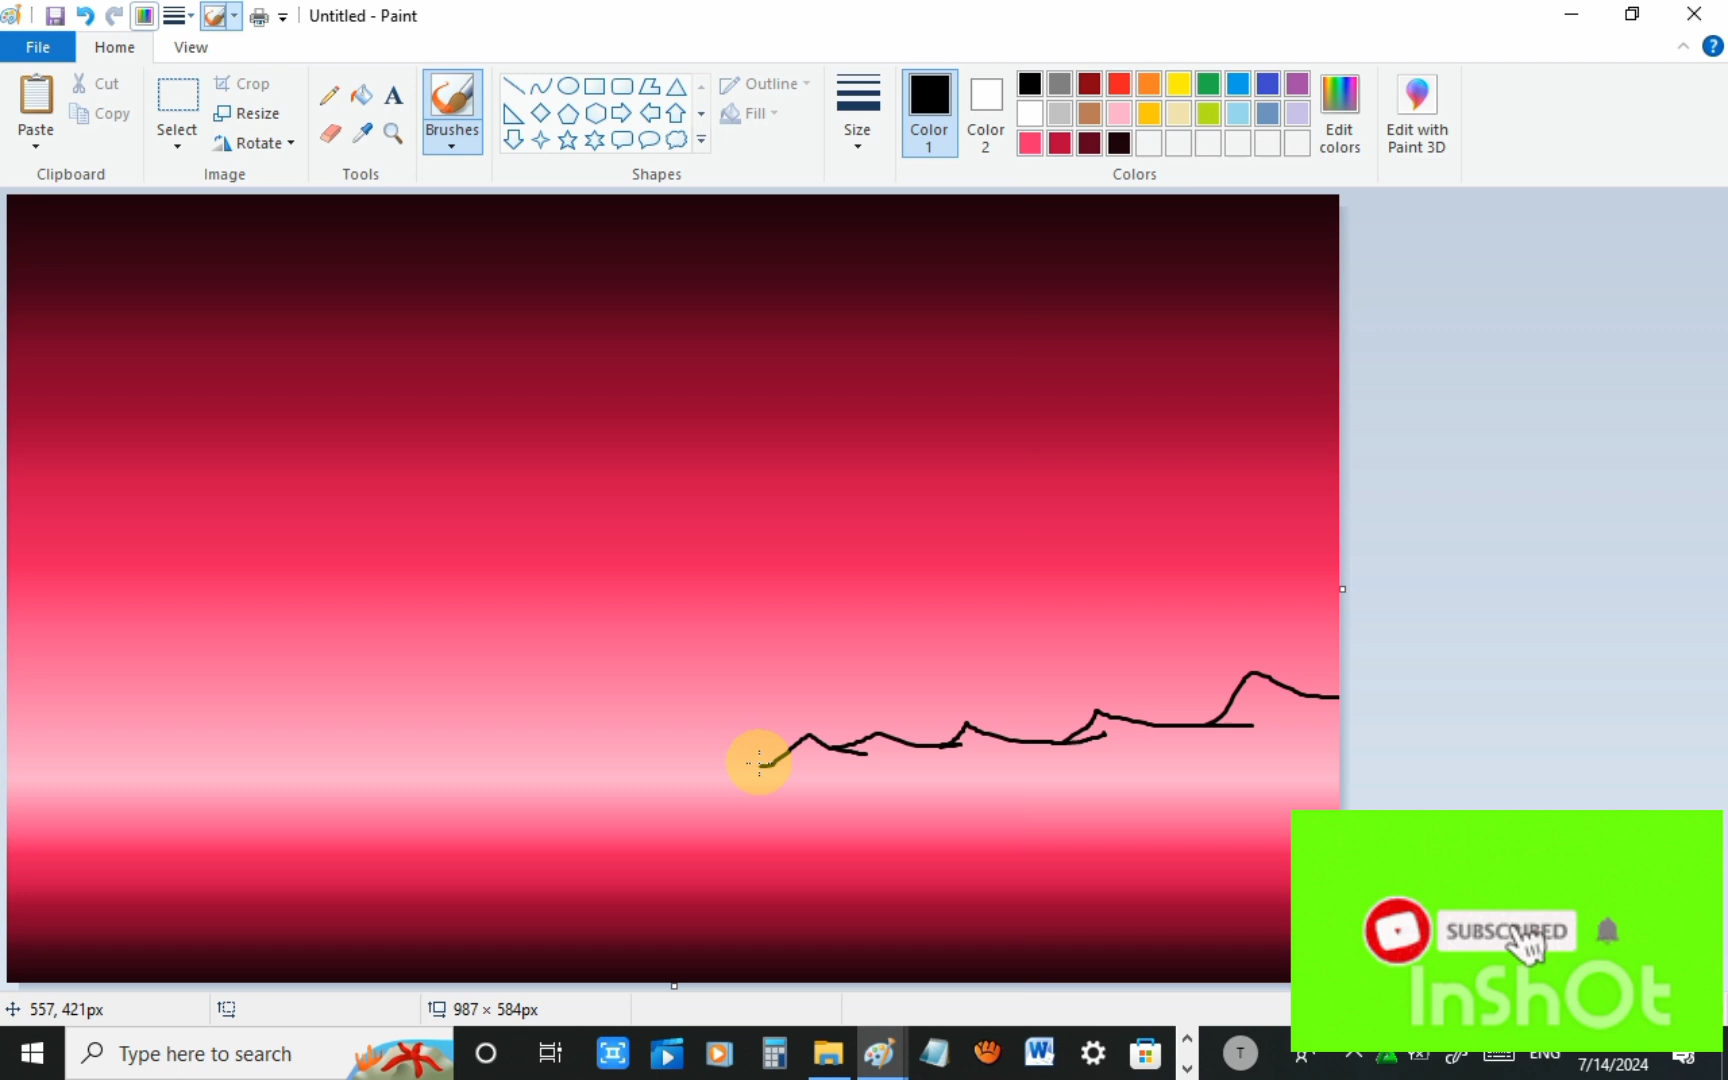 Untitled - Paint
File Home View
Paste
Cut
Copy
Clipboard
Select
Crop
Resize
Rotate
Image
Tools
Brushes
Shapes
Outline
Fill
Size
Color
1
Color
2
Edit
colors
Colors
Edit with
Paint 3D
557, 421px
987 × 584px
SUBSCRIBED
InShOt
Type here to search
T
ENG
7/14/2024